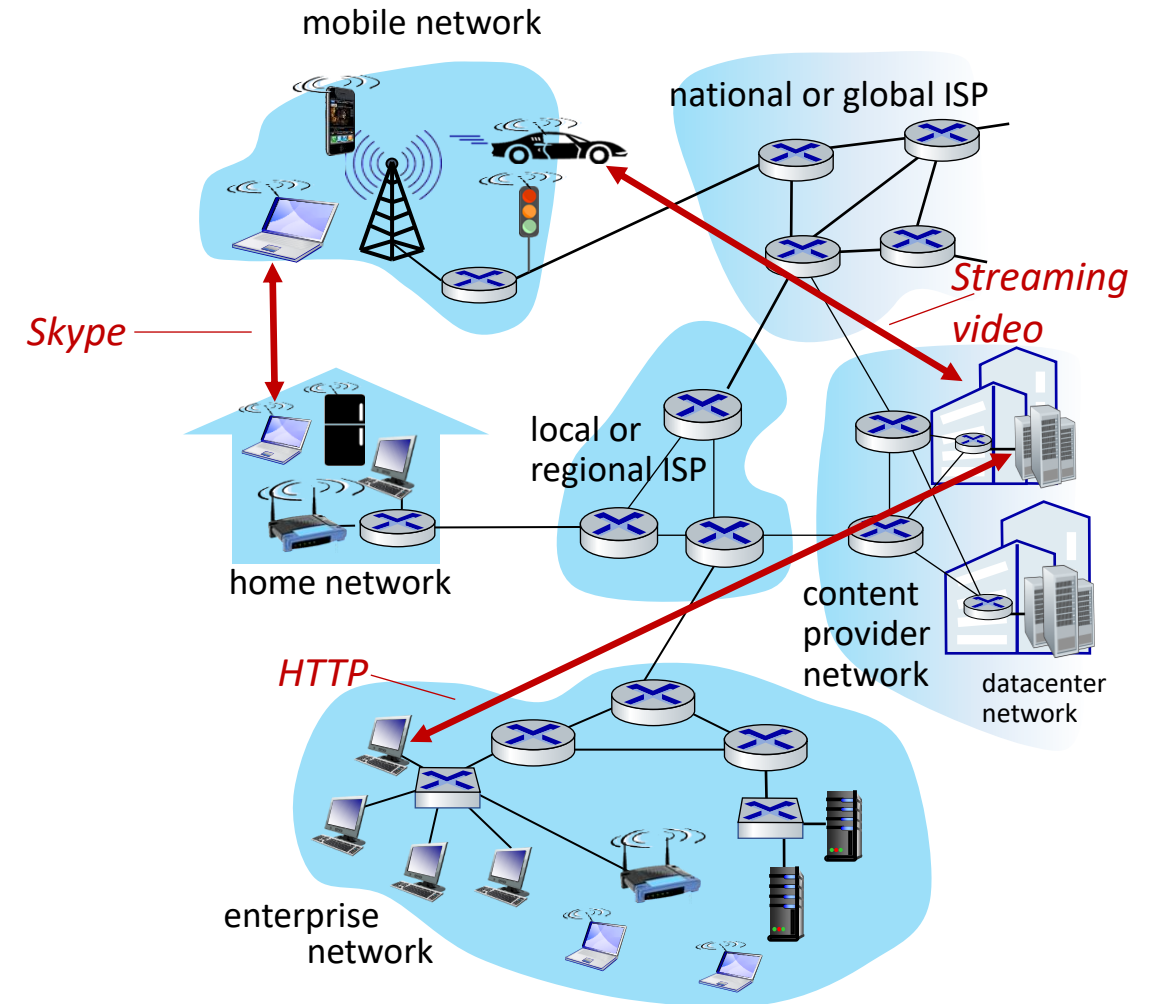 mobile network
national or global ISP
Streaming
video
Skype
local or
regional ISP
home network
content
provider
network
datacenter
network
HTTP
enterprise
network